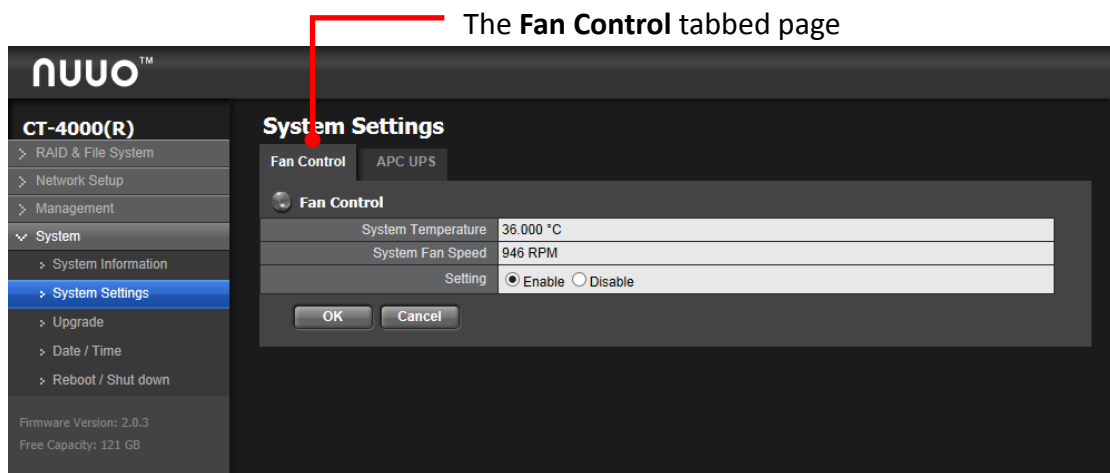 The Fan Control tabbed page
nuuo™
CT-4000(R)
RAID & File System
Network Setup
Management
System
System Information
System Settings
Upgrade
Date / Time
Reboot / Shut down
Firmware Version: 2.0.3
Free Capacity: 121 GB
System Settings
Fan Control APC UPS
Fan Control
System Temperature 36.000 °C
System Fan Speed 946 RPM
Setting Enable Disable
OK Cancel